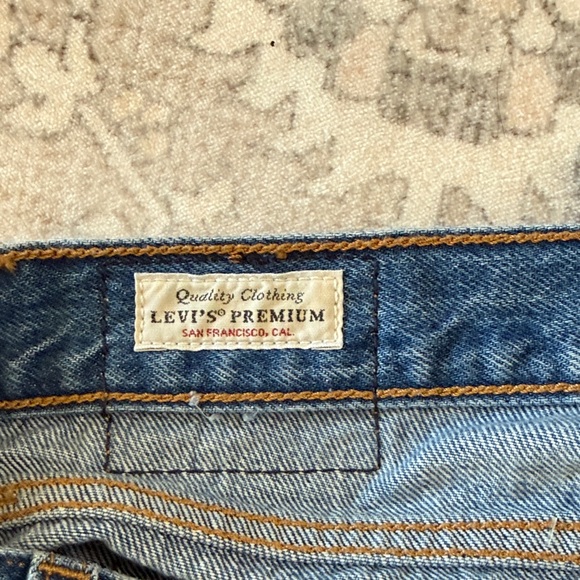 Quality Clothing
LEVI'S® PREMIUM
SAN FRANCISCO, CAL.